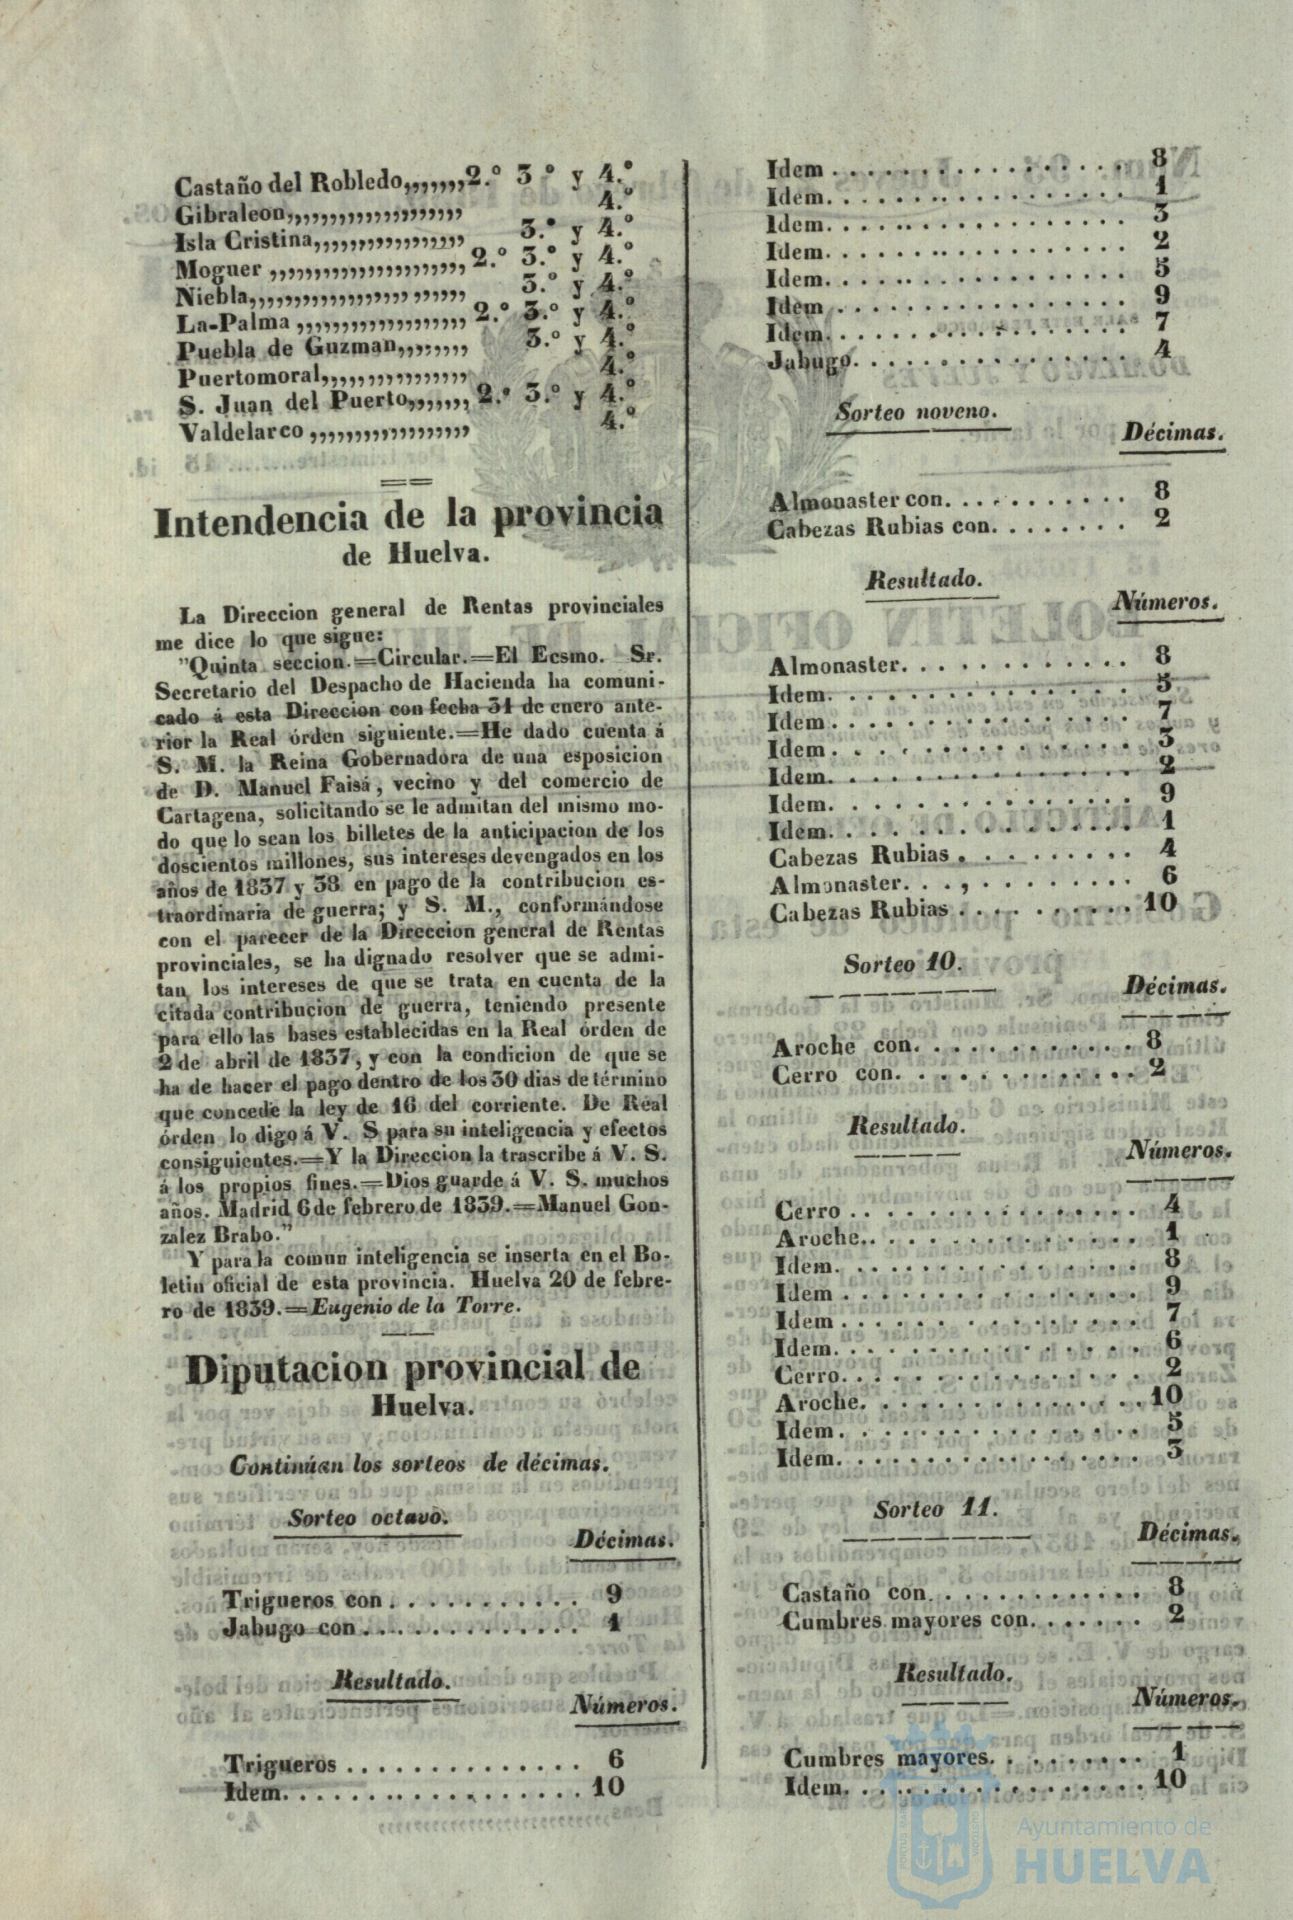 Castaño del Robledo,,,,,,,2.º 3.º y 4.º
Gibraleon,,,,,,,,,,,,,,,,,,,, 4.º
Isla Cristina,,,,,,,,,,,,,,,,, 3.º y 4.º
Moguer ,,,,,,,,,,,,,,,,,,,,,, 2.º 3.º y 4.º
Niebla,,,,,,,,,,,,,,,,,,, ,,,,,, 3.º y 4.º
La-Palma ,,,,,,,,,,,,,,,,,,, 2.º 3.º y 4.º
Puebla de Guzman,,,,,,,, 3.º y 4.º
Puertomoral,,,,,,,,,,,,,,,, 4.º
S. Juan del Puerto,,,,,,, 2.º 3.º y 4.º
Valdelarco ,,,,,,,,,,,,,,,,,, 4.º
Intendencia de la provincia
de Huelva.
La Direccion general de Rentas provinciales
me dice lo que sigue:
"Quinta seccion.=Circular.=El Ecsmo. Sr.
Secretario del Despacho de Hacienda ha comuni-
cado á esta Direccion con fecha 31 de enero ante-
rior la Real órden siguiente.=He dado cuenta á
S. M. la Reina Gobernadora de una esposicion
de D. Manuel Faisá, vecino y del comercio de
Cartagena, solicitando se le admitan del mismo mo-
do que lo sean los billetes de la anticipacion de los
doscientos millones, sus intereses devengados en los
años de 1837 y 38 en pago de la contribucion es-
traordinaria de guerra; y S. M., conformándose
con el parecer de la Direccion general de Rentas
provinciales, se ha dignado resolver que se admi-
tan los intereses de que se trata en cuenta de la
citada contribucion de guerra, teniendo presente
para ello las bases establecidas en la Real órden de
2 de abril de 1837, y con la condicion de que se
ha de hacer el pago dentro de los 30 dias de término
que concede la ley de 16 del corriente. De Real
órden lo digo á V. S para su inteligencia y efectos
consiguientes.=Y la Direccion la trascribe á V. S.
á los propios fines.=Dios guarde á V. S. muchos
años. Madrid 6 de febrero de 1839.=Manuel Gon-
zalez Brabo."
Y para la comun inteligencia se inserta en el Bo-
letin oficial de esta provincia. Huelva 20 de febre-
ro de 1839.=Eugenio de la Torre.
Diputacion provincial de
Huelva.
Continúan los sorteos de décimas.
Sorteo octavo.
Décimas.
Trigueros con . . . . . . . . . . . 9
Jabugo con . . . . . . . . . . . . . 1
Resultado.
Números.
Trigueros . . . . . . . . . . . . . . 6
Idem. . . . . . . . . . . . . . . . . . 10
Idem . . . . . . . . . . . . . . . . . 8
Idem. . . . . . . . . . . . . . . . . 1
Idem. . . . . . . . . . . . . . . . . 3
Idem. . . . . . . . . . . . . . . . . 2
Idem. . . . . . . . . . . . . . . . . 5
Idem . . . . . . . . . . . . . . . . . 9
Idem. . . . . . . . . . . . . . . . . 7
Jabugo. . . . . . . . . . . . . . . . 4
Sorteo noveno.
Décimas.
Almonaster con. . . . . . . . . . . 8
Cabezas Rubias con. . . . . . . . 2
Resultado.
Números.
Almonaster. . . . . . . . . . . . . 8
Idem. . . . . . . . . . . . . . . . . 5
Idem . . . . . . . . . . . . . . . . . 7
Idem. . . . . . . . . . . . . . . . . 3
Idem. . . . . . . . . . . . . . . . . 2
Idem. . . . . . . . . . . . . . . . . 9
Idem. . . . . . . . . . . . . . . . . 1
Cabezas Rubias . . . . . . . . . . 4
Almonaster. . . , . . . . . . . . . 6
Cabezas Rubias . . . . . . . . . . 10
Sorteo 10.
Décimas.
Aroche con. . . . . . . . . . . . . 8
Cerro con. . . . . . . . . . . . . . 2
Resultado.
Números.
Cerro . . . . . . . . . . . . . . . . 4
Aroche. . . . . . . . . . . . . . . . 1
Idem. . . . . . . . . . . . . . . . . 8
Idem . . . . . . . . . . . . . . . . . 9
Idem . . . . . . . . . . . . . . . . . 7
Idem. . . . . . . . . . . . . . . . . 6
Cerro. . . . . . . . . . . . . . . . . 2
Aroche. . . . . . . . . . . . . . . . 10
Idem. . . . . . . . . . . . . . . . . 5
Idem. . . . . . . . . . . . . . . . . 3
Sorteo 11.
Décimas.
Castaño con. . . . . . . . . . . . . 8
Cumbres mayores con. . . . . . . 2
Resultado.
Números.
Cumbres mayores. . . . . . . . . 1
Idem. . . . . . . . . . . . . . . . . 10
Ayuntamiento de
HUELVA